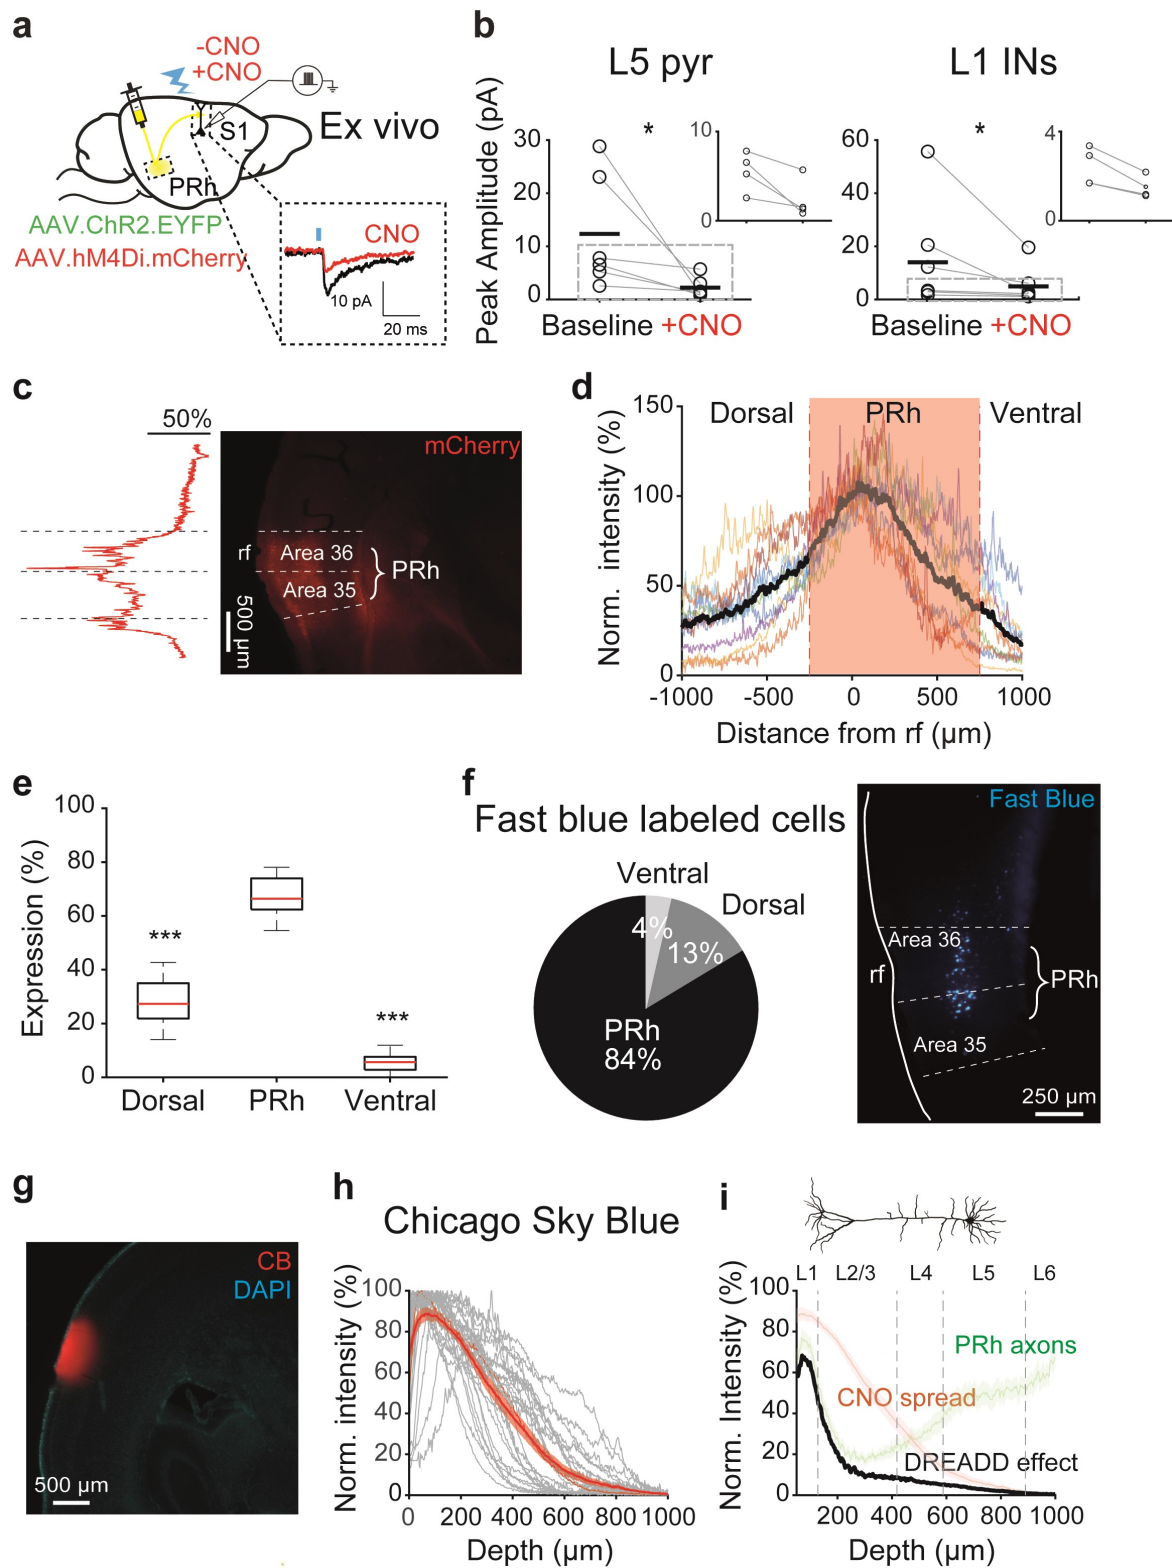 a
-CNO
+CNO
S1
Ex vivo
PRh
AAV.ChR2.EYFP
AAV.hM4Di.mCherry
CNO
10 pA
20 ms
b
L5 pyr
L1 INs
Peak Amplitude (pA)
30
20
10
0
*
10
0
Baseline +CNO
60
40
20
0
*
4
0
Baseline +CNO
c
50%
mCherry
rf
Area 36
Area 35
PRh
500 µm
d
Dorsal
PRh
Ventral
Norm. intensity (%)
150
100
50
0
-1000
-500
0
500
1000
Distance from rf (µm)
e
Expression (%)
100
80
60
40
20
0
***
***
Dorsal
PRh
Ventral
f
Fast blue labeled cells
Ventral
Dorsal
4%
13%
PRh
84%
Fast Blue
Area 36
rf
PRh
Area 35
250 µm
g
CB
DAPI
500 µm
h
Chicago Sky Blue
Norm. intensity (%)
100
80
60
40
20
0
0
200
400
600
800
1000
Depth (µm)
i
L1
L2/3
L4
L5
L6
Norm. Intensity (%)
100
80
60
40
20
0
PRh axons
CNO spread
DREADD effect
200
400
600
800
1000
Depth (µm)